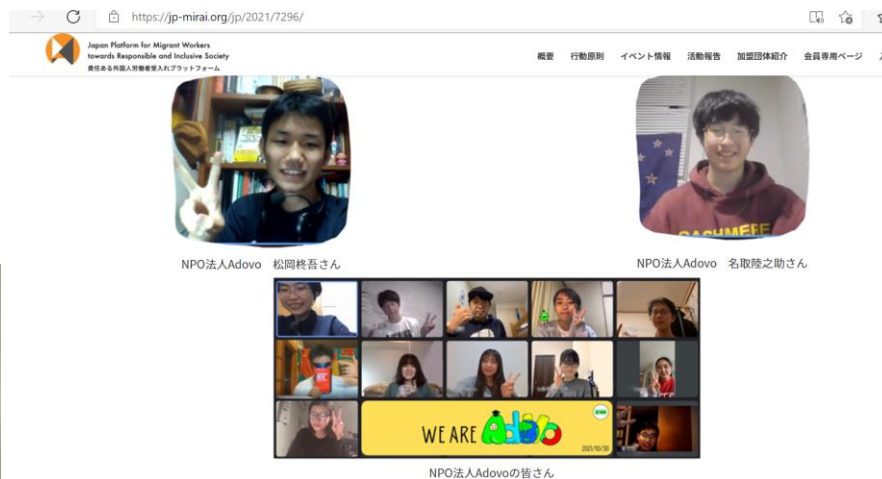 https://jp-mirai.org/jp/2021/7296/
Japan Platform for Migrant Workers
towards Responsible and Inclusive Society
責任ある外国人労働者受入れプラットフォーム
概要 行動原則 イベント情報 活動報告 加盟団体紹介 会員専用ページ
CASHMERE
NPO法人Adovo 松岡柊吾さん
NPO法人Adovo 名取陸之助さん
WE ARE Adovo
2021/10/30
NPO法人Adovoの皆さん